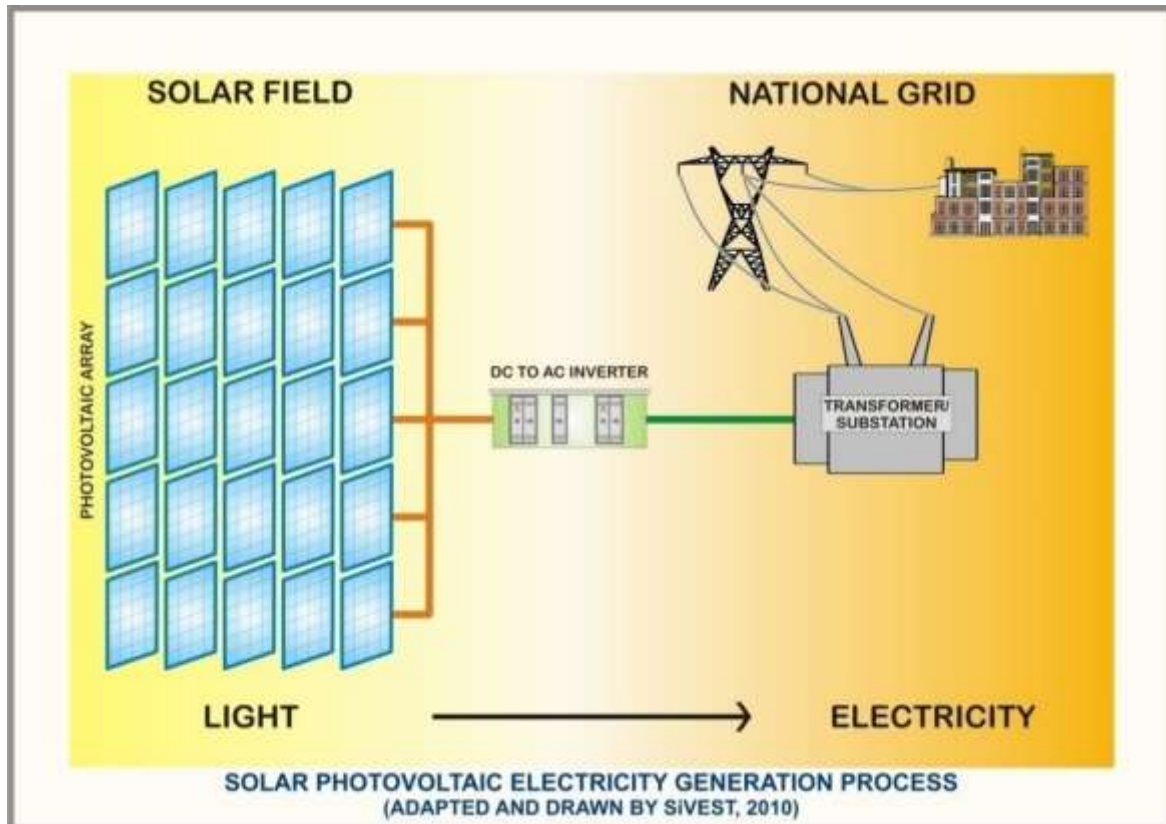 SOLAR FIELD
NATIONAL GRID
PHOTOVOLTAIC ARRAY
DC TO AC INVERTER
TRANSFORMER/
SUBSTATION
LIGHT
ELECTRICITY
SOLAR PHOTOVOLTAIC ELECTRICITY GENERATION PROCESS
(ADAPTED AND DRAWN BY SiVEST, 2010)